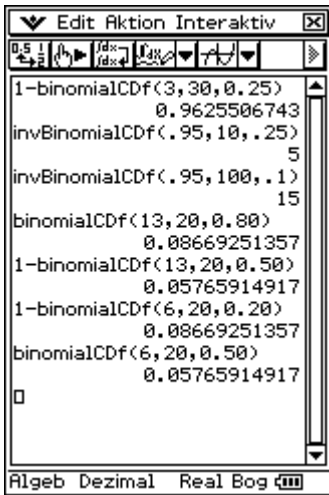 Edit Aktion Interaktiv
1-binomialCDf(3,30,0.25)
0.9625506743
invBinomialCDf(.95,10,.25)
5
invBinomialCDf(.95,100,.1)
15
binomialCDf(13,20,0.80)
0.08669251357
1-binomialCDf(13,20,0.50)
0.05765914917
1-binomialCDf(6,20,0.20)
0.08669251357
binomialCDf(6,20,0.50)
0.05765914917
Algeb Dezimal Real Bog